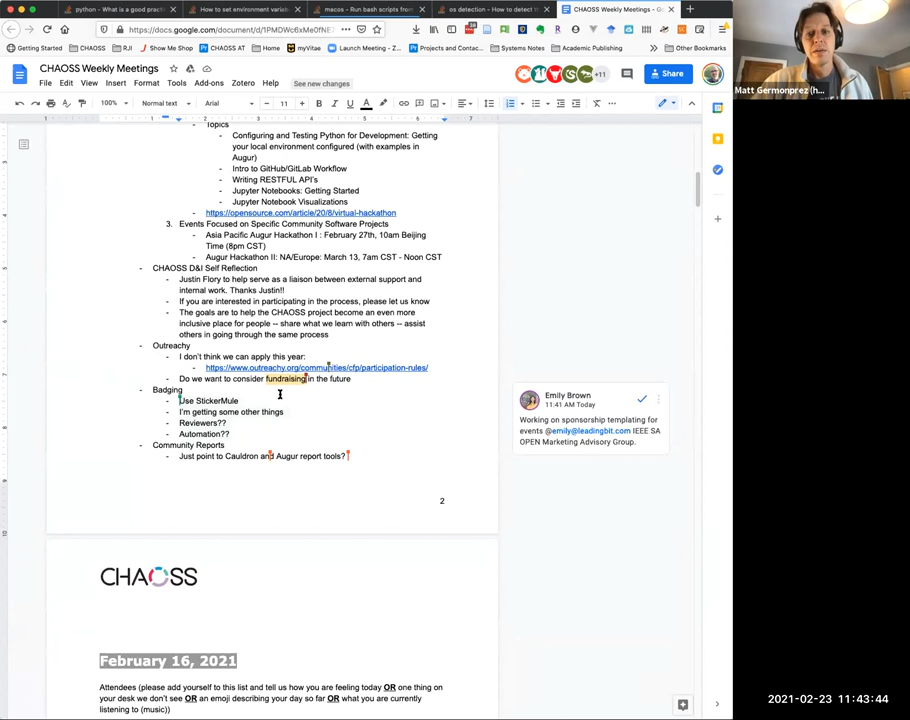 python - What is a good practi
How to set environment variab
macos - Run bash scripts from
os detection - How to detect th
CHAOSS Weekly Meetings - Go
https://docs.google.com/document/d/1PMDWc6xMe0fNE
Getting Started
CHAOSS
RJI
Show Me Shop
CHAOSS AT
Home
myVitae
Launch Meeting - Z...
Projects and Contac...
Systems Notes
Academic Publishing
Other Bookmarks
CHAOSS Weekly Meetings
File Edit View Insert Format Tools Add-ons Zotero Help
See new changes
+11
Share
100%
Normal text
Arial
11
Topics
- Configuring and Testing Python for Development: Getting
your local environment configured (with examples in
Augur)
- Intro to GitHub/GitLab Workflow
- Writing RESTFUL API's
- Jupyter Notebooks: Getting Started
- Jupyter Notebook Visualizations
- https://opensource.com/article/20/8/virtual-hackathon
3. Events Focused on Specific Community Software Projects
- Asia Pacific Augur Hackathon I : February 27th, 10am Beijing
Time (8pm CST)
- Augur Hackathon II: NA/Europe: March 13, 7am CST - Noon CST
- CHAOSS D&I Self Reflection
- Justin Flory to help serve as a liaison between external support and
internal work. Thanks Justin!!
- If you are interested in participating in the process, please let us know
- The goals are to help the CHAOSS project become an even more
inclusive place for people -- share what we learn with others -- assist
others in going through the same process
- Outreachy
- I don't think we can apply this year:
- https://www.outreachy.org/communities/cfp/participation-rules/
- Do we want to consider fundraising in the future
- Badging
- Use StickerMule
- I'm getting some other things
- Reviewers??
- Automation??
- Community Reports
- Just point to Cauldron and Augur report tools?
2
Emily Brown
11:41 AM Today
Working on sponsorship templating for
events @emily@leadingbit.com IEEE SA
OPEN Marketing Advisory Group.
CHAOSS
February 16, 2021
Attendees (please add yourself to this list and tell us how you are feeling today OR one thing on
your desk we don't see OR an emoji describing your day so far OR what you are currently
listening to (music))
Matt Germonprez (h...
2021-02-23 11:43:44